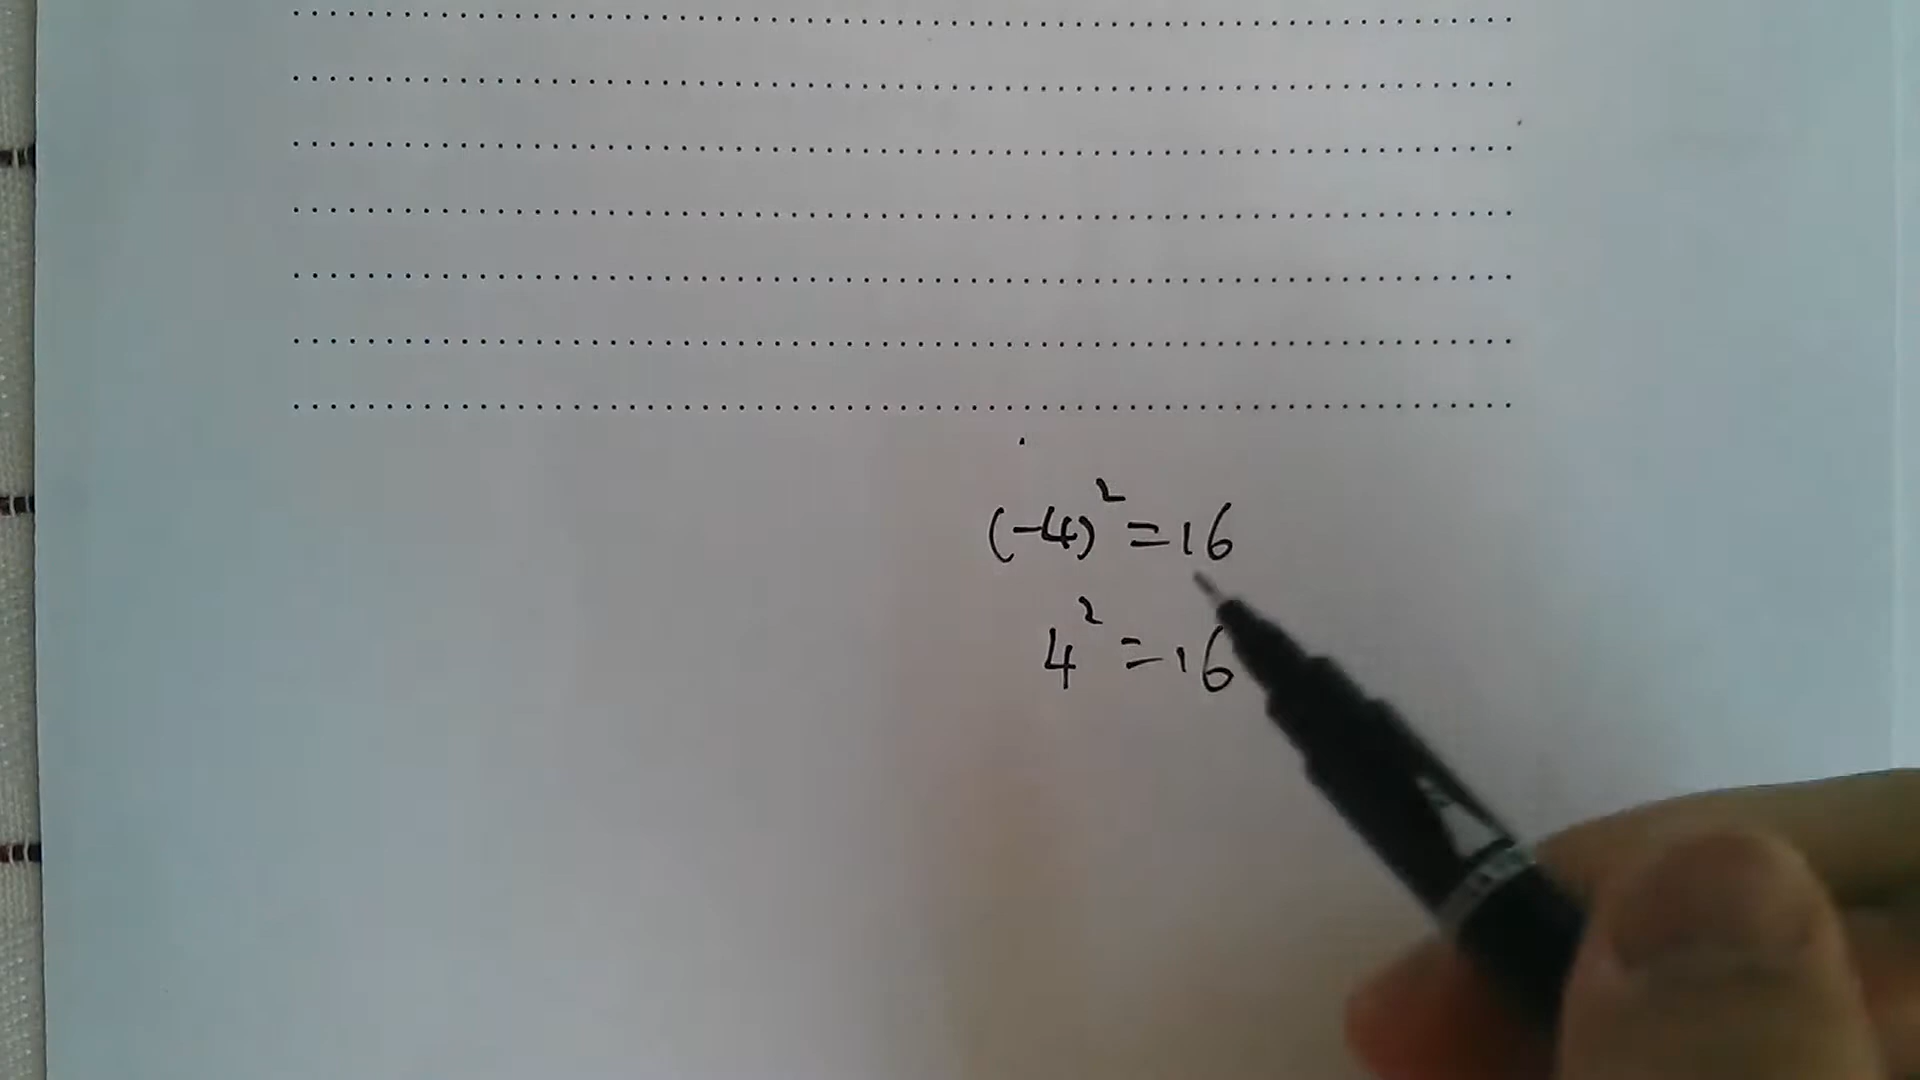 (-4)² = 16
4² = 16